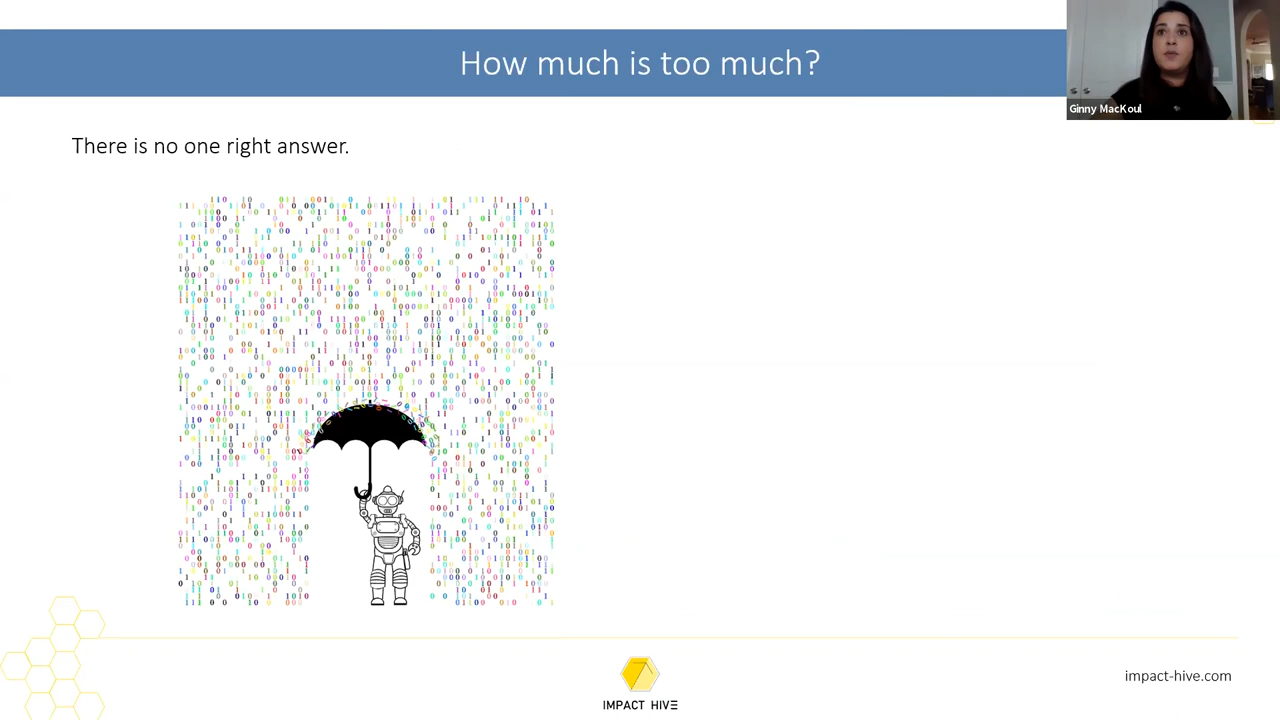 How much is too much?
Ginny MacKoul
There is no one right answer.
impact-hive.com
IMPACT HIVE